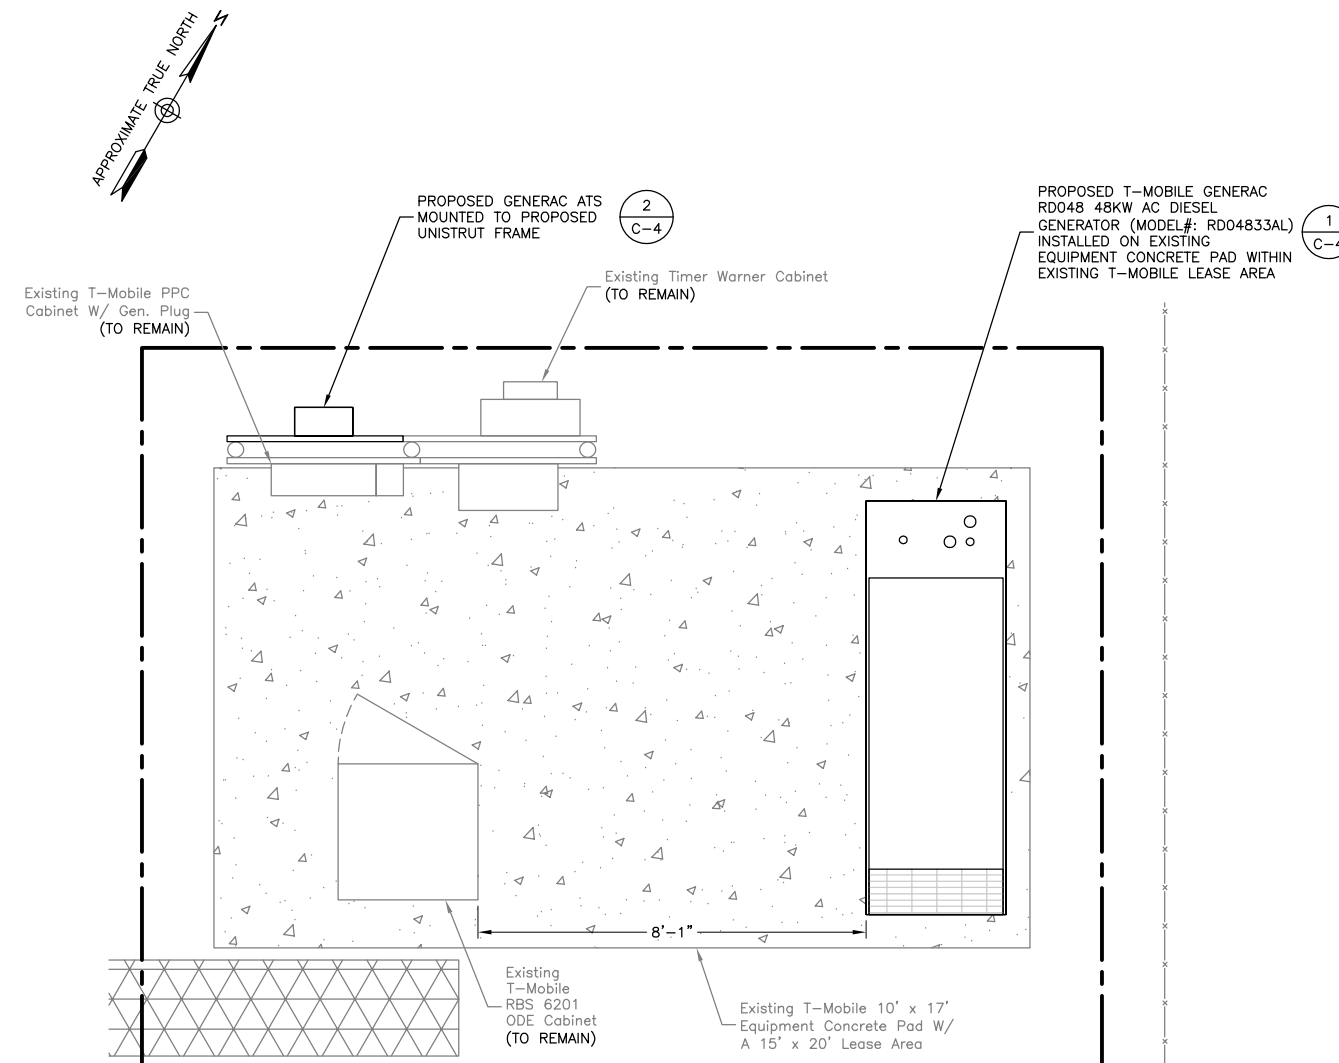 N
APPROXIMATE TRUE NORTH
PROPOSED GENERAC ATS
MOUNTED TO PROPOSED
UNISTRUT FRAME
2
C-4
PROPOSED T-MOBILE GENERAC
RD048 48KW AC DIESEL
GENERATOR (MODEL#: RD04833AL)
INSTALLED ON EXISTING
EQUIPMENT CONCRETE PAD WITHIN
EXISTING T-MOBILE LEASE AREA
1
C-4
Existing Timer Warner Cabinet
(TO REMAIN)
Existing T-Mobile PPC
Cabinet W/ Gen. Plug
(TO REMAIN)
8'-1"
Existing
T-Mobile
RBS 6201
ODE Cabinet
(TO REMAIN)
Existing T-Mobile 10' x 17'
Equipment Concrete Pad W/
A 15' x 20' Lease Area